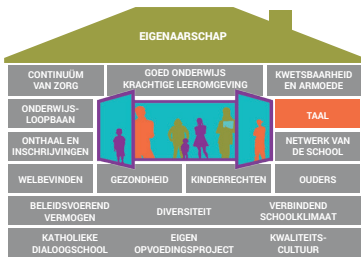 EIGENAARSCHAP
CONTINUÜM
VAN ZORG
GOED ONDERWIJS
KRACHTIGE LEEROMGEVING
KWETSBAARHEID
EN ARMOEDE
ONDERWIJS-
LOOPBAAN
TAAL
ONTHAAL EN
INSCHRIJVINGEN
NETWERK VAN
DE SCHOOL
WELBEVINDEN
GEZONDHEID
KINDERRECHTEN
OUDERS
BELEIDSVOEREND
VERMOGEN
DIVERSITEIT
VERBINDEND
SCHOOLKLIMAAT
KATHOLIEKE
DIALOOGSCHOOL
EIGEN
OPVOEDINGSPROJECT
KWALITEITS-
CULTUUR